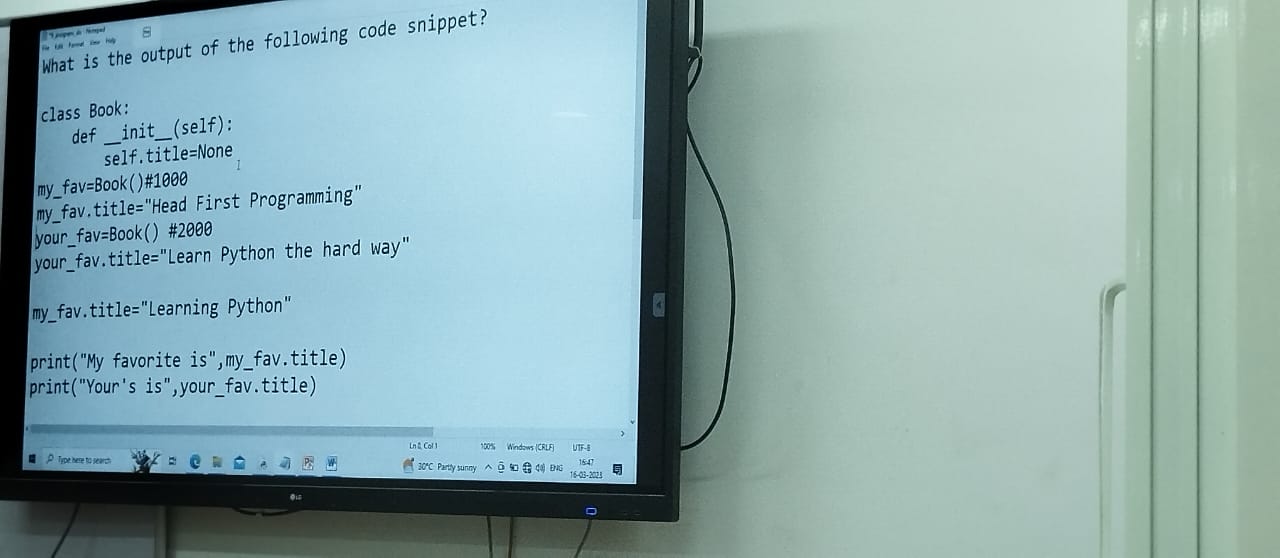 *t_program_ds - Notepad
File Edit Format View Help
What is the output of the following code snippet?
class Book:
def __init__(self):
self.title=None
my_fav=Book()#1000
my_fav.title="Head First Programming"
your_fav=Book() #2000
your_fav.title="Learn Python the hard way"
my_fav.title="Learning Python"
print("My favorite is",my_fav.title)
print("Your's is",your_fav.title)
Col 1 100% Windows (CRLF) UTF-8
Type here to search 30°C Partly sunny ENG 16:47
16-03-2023
LG